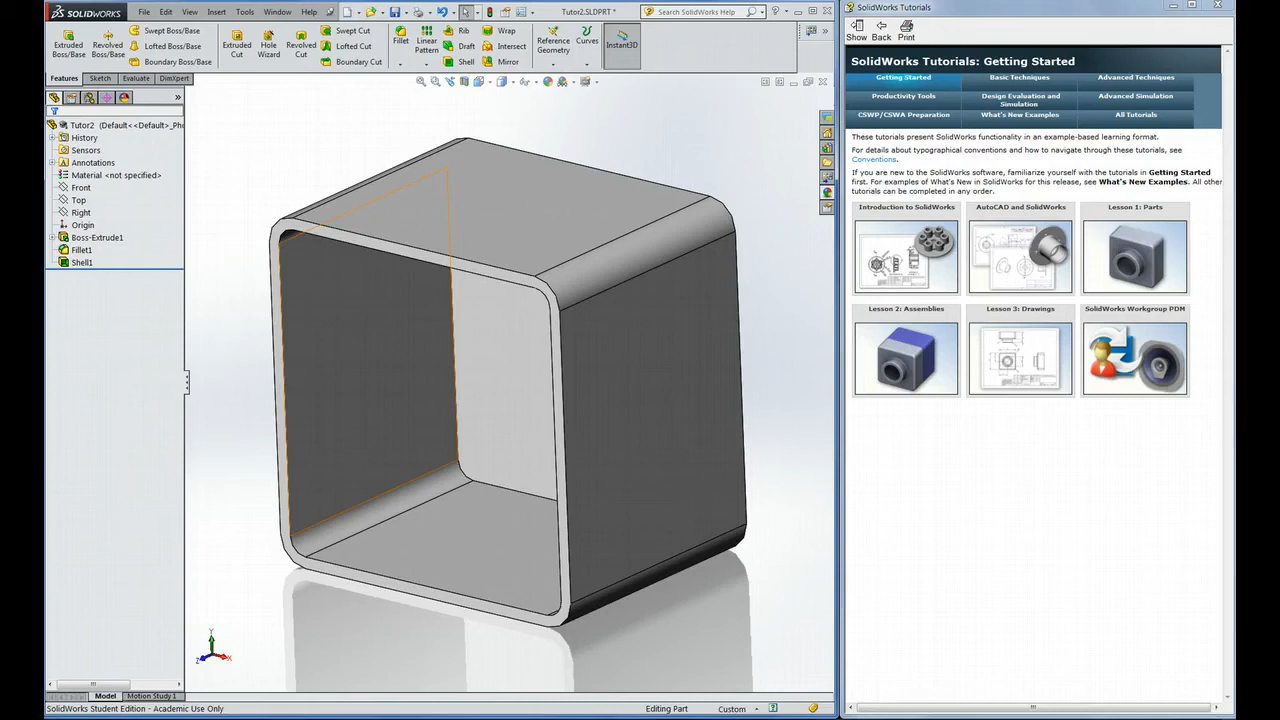 SOLIDWORKS File Edit View Insert Tools Window Help Tutor2.SLDPRT * Search SolidWorks Help
Extruded Boss/Base
Revolved Boss/Base
Swept Boss/Base
Lofted Boss/Base
Boundary Boss/Base
Extruded Cut
Hole Wizard
Revolved Cut
Swept Cut
Lofted Cut
Boundary Cut
Fillet
Linear Pattern
Rib
Draft
Shell
Wrap
Intersect
Mirror
Reference Geometry
Curves
Instant3D
Features Sketch Evaluate DimXpert
Tutor2 (Default<<Default>_Ph
History
Sensors
Annotations
Material <not specified>
Front
Top
Right
Origin
Boss-Extrude1
Fillet1
Shell1
Y
Z X
Model Motion Study 1
SolidWorks Student Edition - Academic Use Only Editing Part Custom
SolidWorks Tutorials
Show Back Print
SolidWorks Tutorials: Getting Started
Getting Started Basic Techniques Advanced Techniques
Productivity Tools Design Evaluation and Simulation Advanced Simulation
CSWP/CSWA Preparation What's New Examples All Tutorials
These tutorials present SolidWorks functionality in an example-based learning format.
For details about typographical conventions and how to navigate through these tutorials, see
Conventions.
If you are new to the SolidWorks software, familiarize yourself with the tutorials in Getting Started
first. For examples of What's New in SolidWorks for this release, see What's New Examples. All other
tutorials can be completed in any order.
Introduction to SolidWorks AutoCAD and SolidWorks Lesson 1: Parts
Lesson 2: Assemblies Lesson 3: Drawings SolidWorks Workgroup PDM